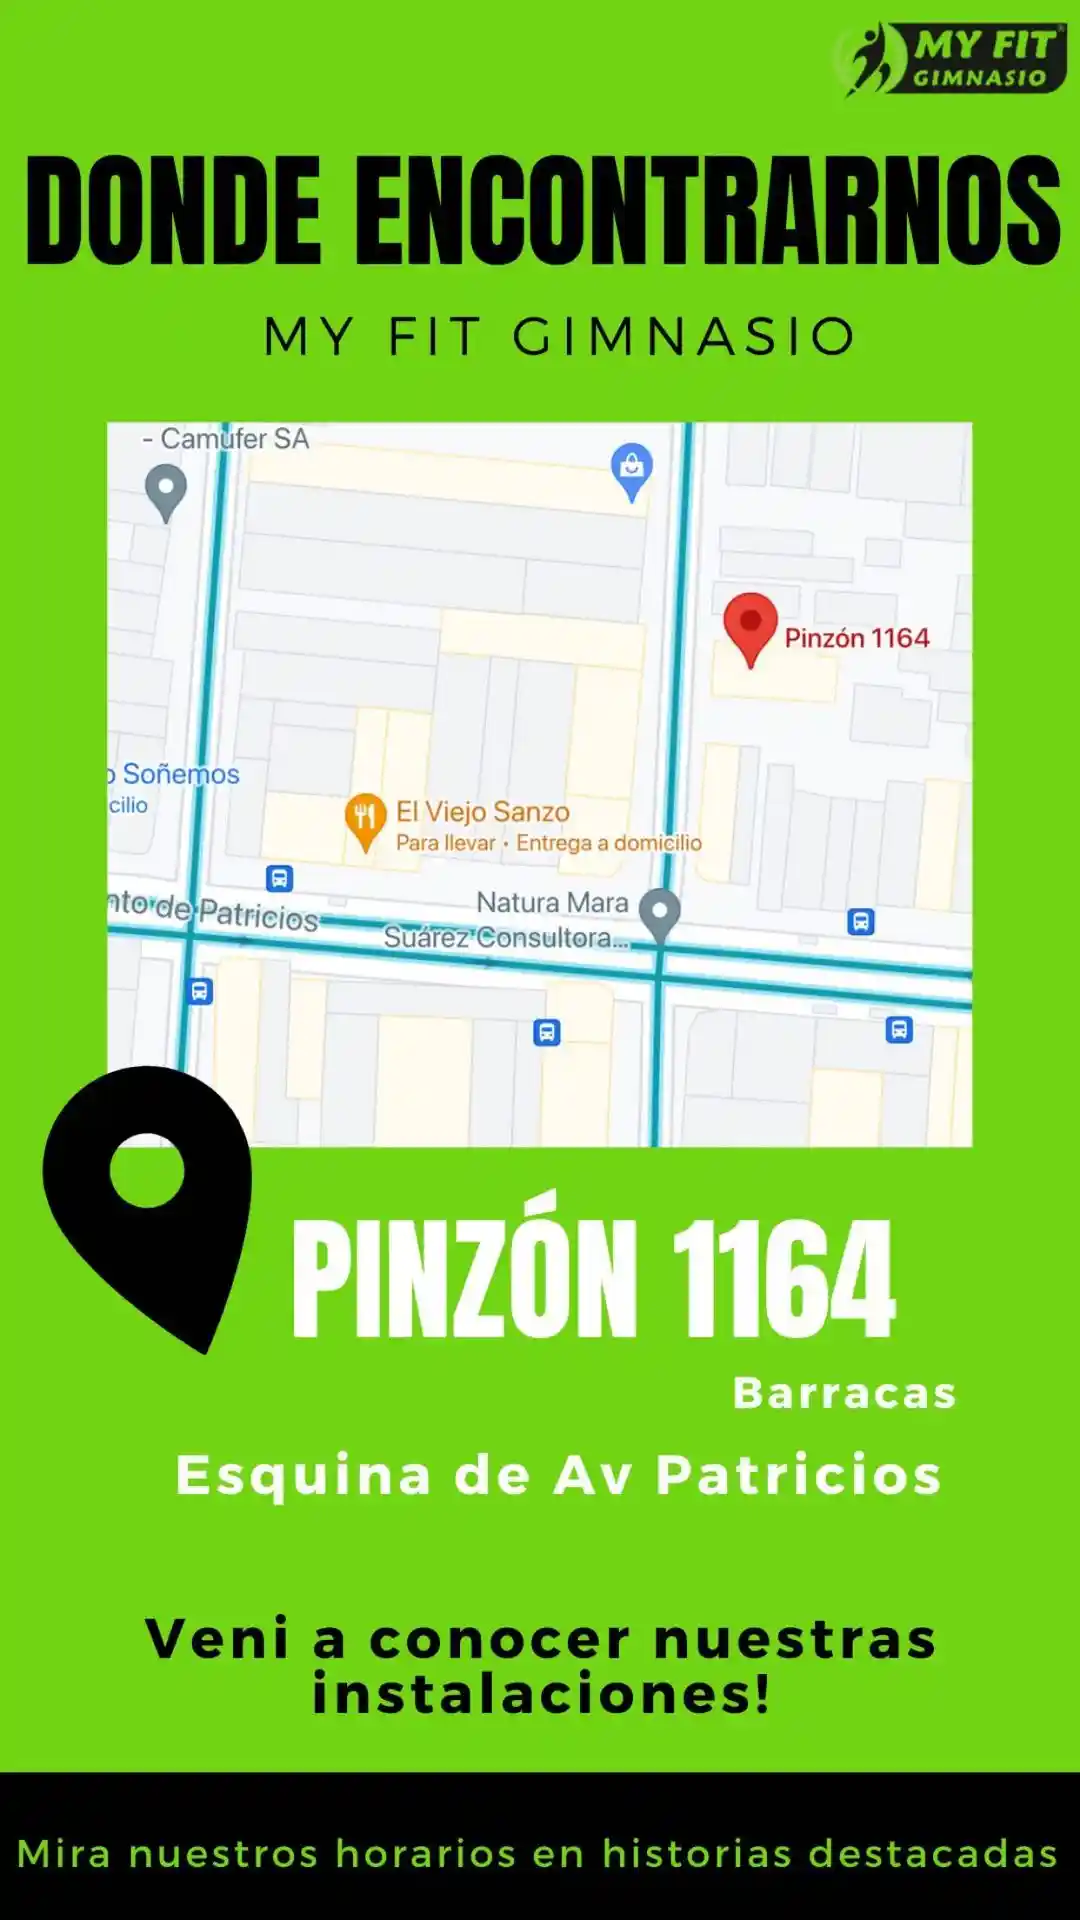 MY FIT
GIMNASIO
DONDE ENCONTRARNOS
MY FIT GIMNASIO
- Camufer SA
Pinzón 1164
o Soñemos
cilio
El Viejo Sanzo
Para llevar · Entrega a domicilio
nto de Patricios
Natura Mara
Suárez Consultora...
PINZÓN 1164
Barracas
Esquina de Av Patricios
Veni a conocer nuestras
instalaciones!
Mira nuestros horarios en historias destacadas